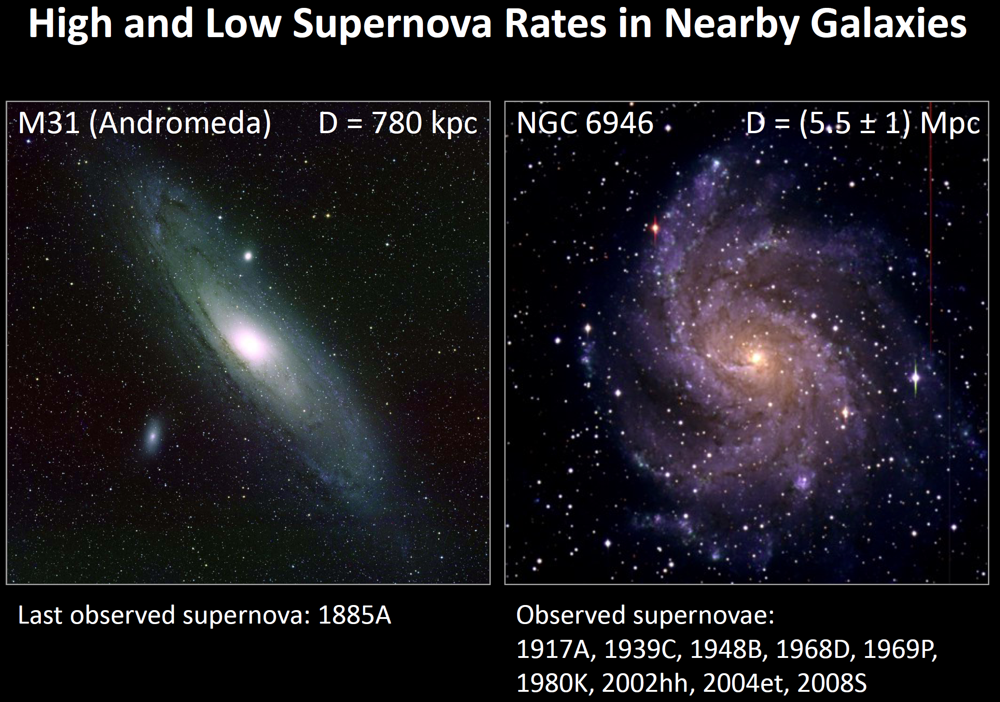 High and Low Supernova Rates in Nearby Galaxies
M31 (Andromeda) D = 780 kpc
NGC 6946 D = (5.5 ± 1) Mpc
Last observed supernova: 1885A
Observed supernovae:
1917A, 1939C, 1948B, 1968D, 1969P,
1980K, 2002hh, 2004et, 2008S